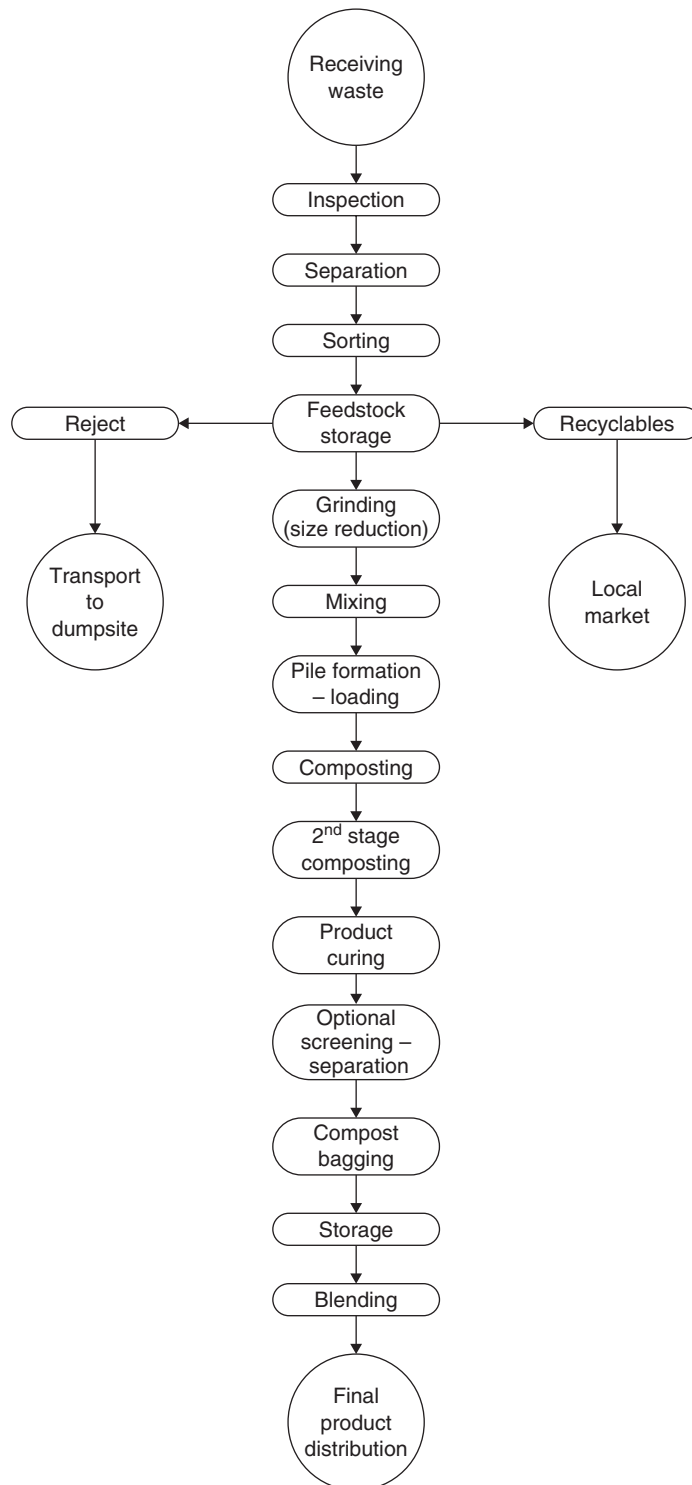 Receiving
waste
Inspection
Separation
Sorting
Reject
Feedstock
storage
Recyclables
Grinding
(size reduction)
Transport
to
dumpsite
Mixing
Local
market
Pile formation
– loading
Composting
2nd stage
composting
Product
curing
Optional
screening –
separation
Compost
bagging
Storage
Blending
Final
product
distribution